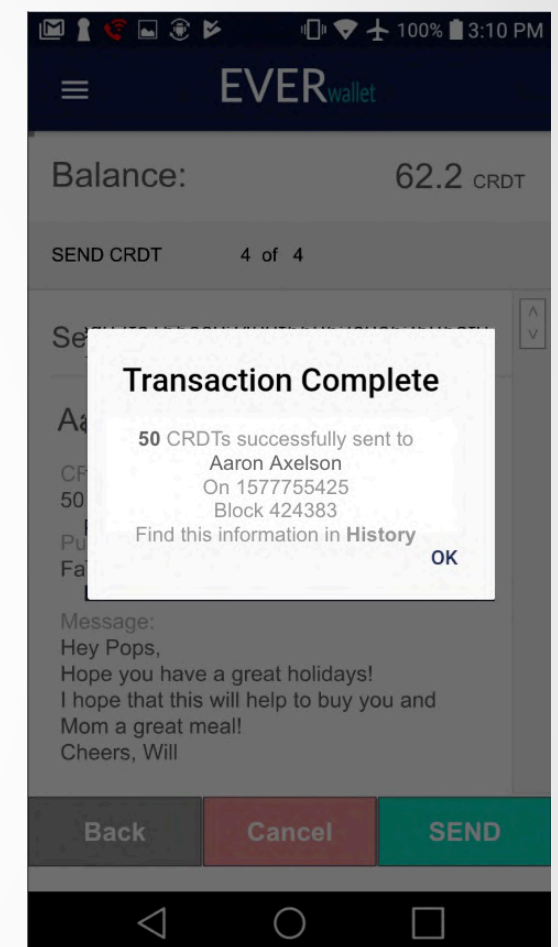 100% 3:10 PM
EVERwallet
Balance: 62.2 CRDT
SEND CRDT 4 of 4
Transaction Complete
50 CRDTs successfully sent to
Aaron Axelson
On 1577755425
Block 424383
Find this information in History
OK
50
Message:
Hey Pops,
Hope you have a great holidays!
I hope that this will help to buy you and
Mom a great meal!
Cheers, Will
Back Cancel SEND